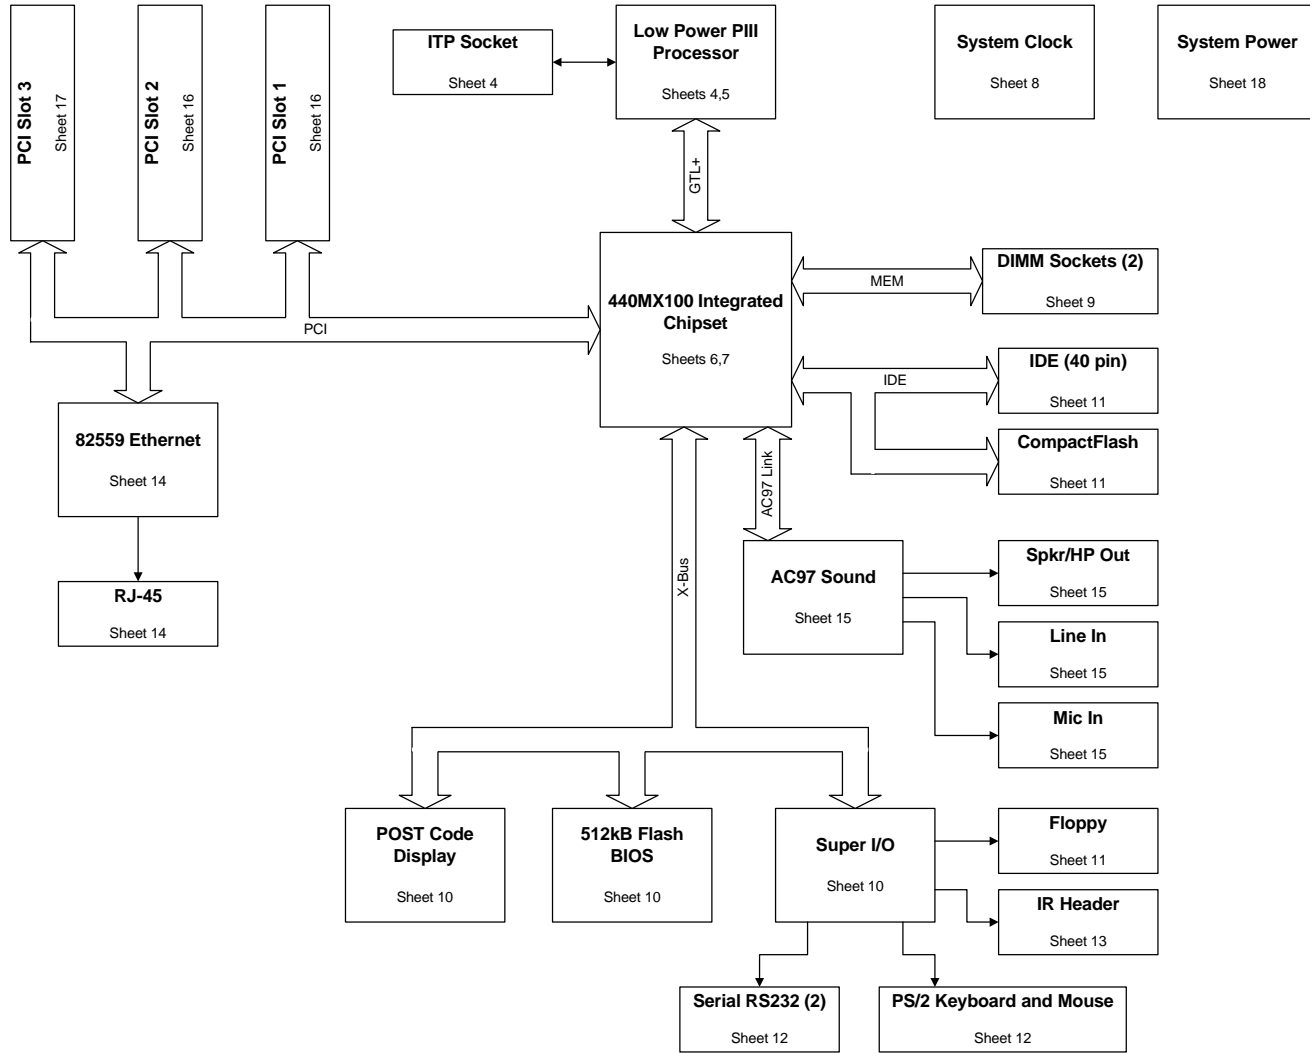 PCI Slot 3
Sheet 17
PCI Slot 2
Sheet 16
PCI Slot 1
Sheet 16
ITP Socket
Sheet 4
Low Power PIII
Processor
Sheets 4,5
System Clock
Sheet 8
System Power
Sheet 18
GTL+
440MX100 Integrated
Chipset
Sheets 6,7
MEM
DIMM Sockets (2)
Sheet 9
PCI
IDE
IDE (40 pin)
Sheet 11
CompactFlash
Sheet 11
82559 Ethernet
Sheet 14
RJ-45
Sheet 14
AC97 Link
X-Bus
AC97 Sound
Sheet 15
Spkr/HP Out
Sheet 15
Line In
Sheet 15
Mic In
Sheet 15
POST Code
Display
Sheet 10
512kB Flash
BIOS
Sheet 10
Super I/O
Sheet 10
Floppy
Sheet 11
IR Header
Sheet 13
Serial RS232 (2)
Sheet 12
PS/2 Keyboard and Mouse
Sheet 12